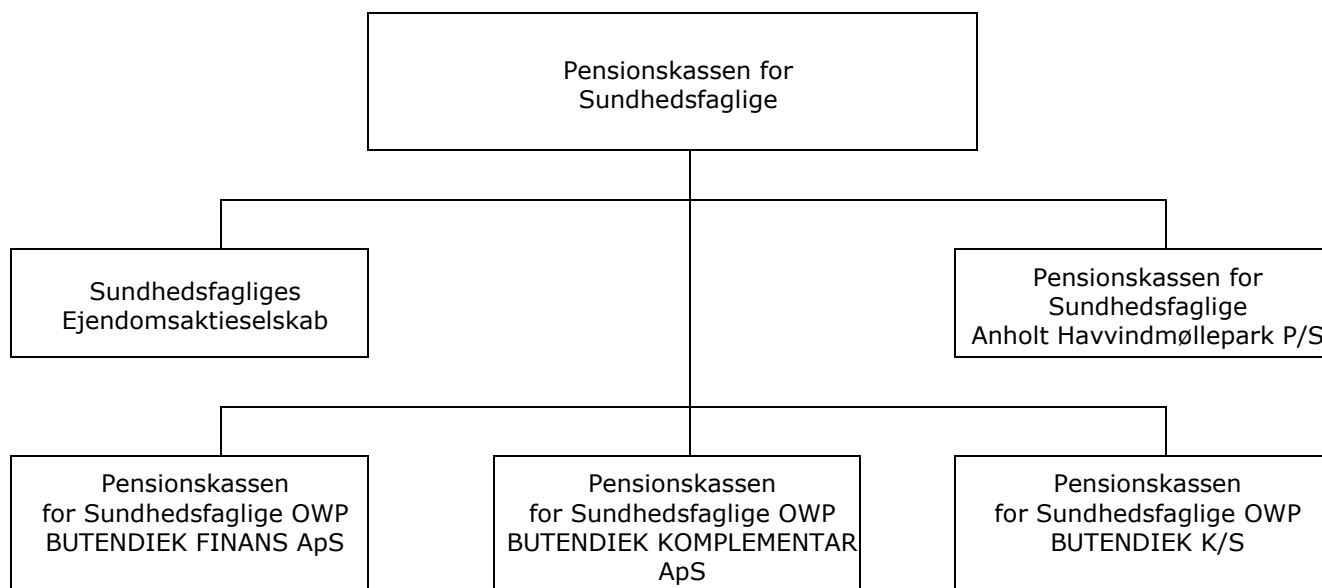 Pensionskassen for
Sundhedsfaglige
Sundhedsfagliges
Ejendomsaktieselskab
Pensionskassen for
Sundhedsfaglige
Anholt Havvindmøllepark P/S
Pensionskassen
for Sundhedsfaglige OWP
BUTENDIEK FINANS ApS
Pensionskassen
for Sundhedsfaglige OWP
BUTENDIEK KOMPLEMENTAR
ApS
Pensionskassen
for Sundhedsfaglige OWP
BUTENDIEK K/S